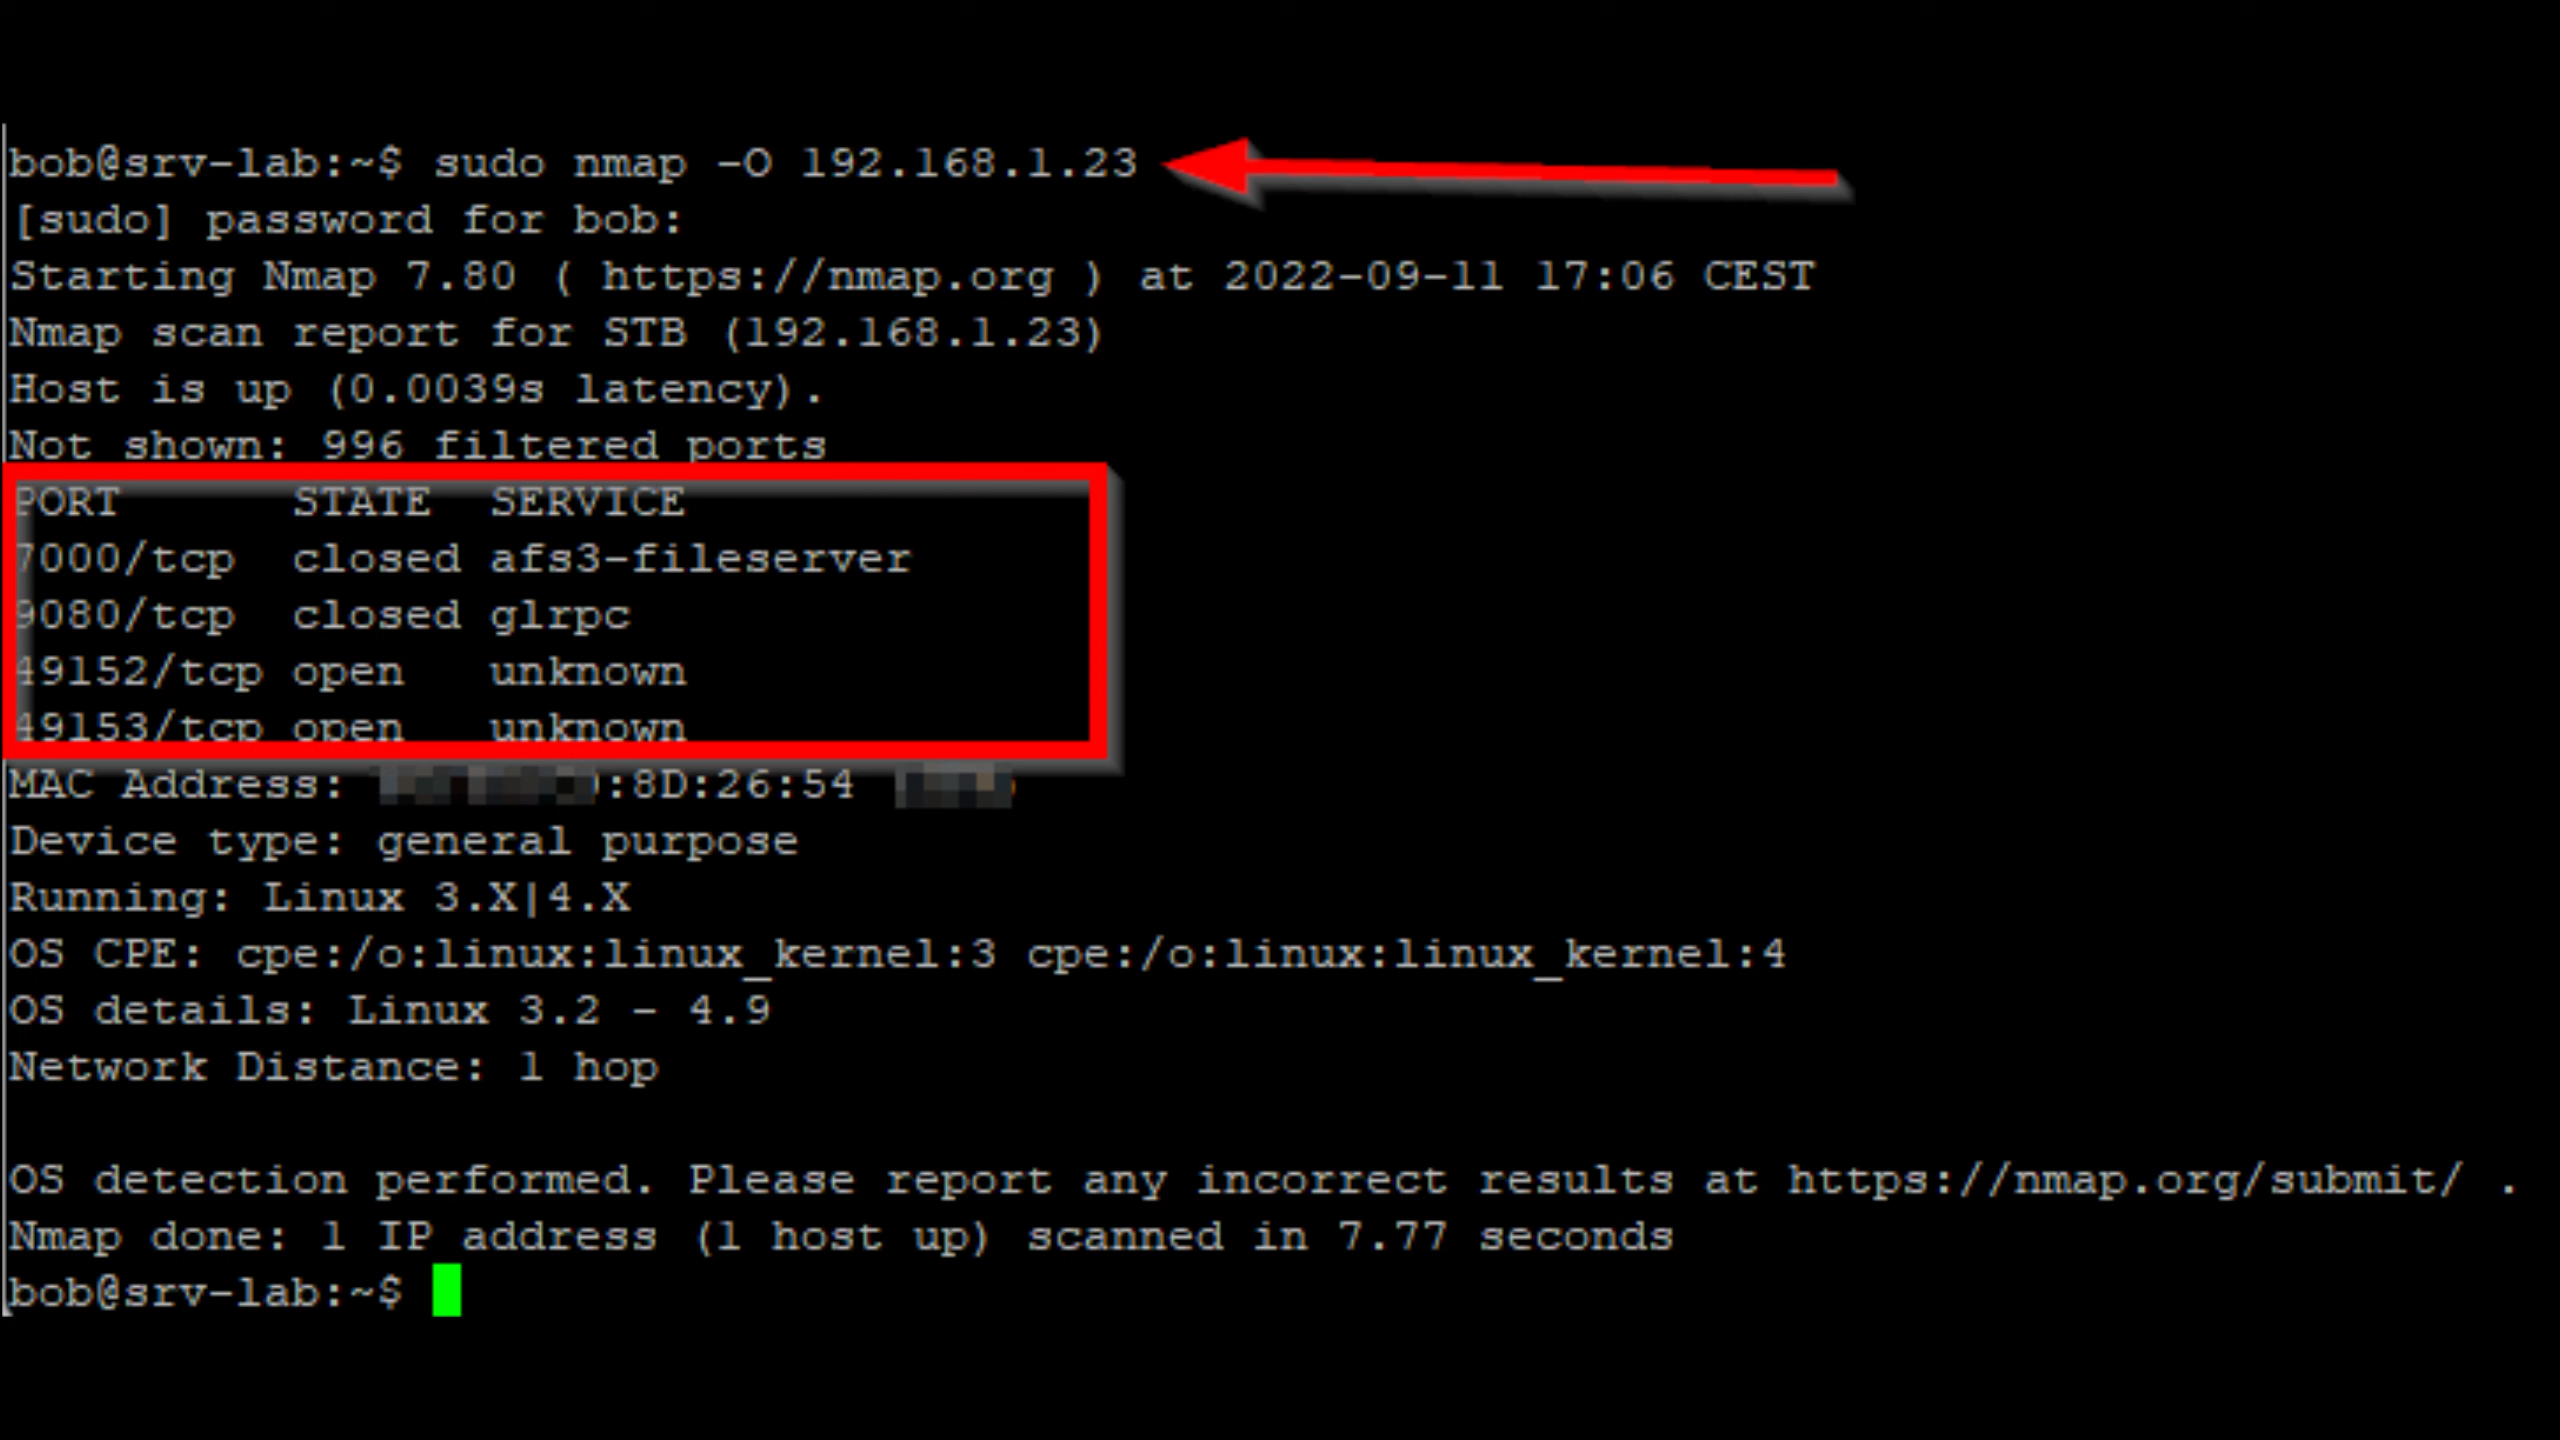 bob@srv-lab:~$ sudo nmap -O 192.168.1.23
[sudo] password for bob:
Starting Nmap 7.80 ( https://nmap.org ) at 2022-09-11 17:06 CEST
Nmap scan report for STB (192.168.1.23)
Host is up (0.0039s latency).
Not shown: 996 filtered ports
PORT      STATE  SERVICE
7000/tcp  closed afs3-fileserver
9080/tcp  closed glrpc
49152/tcp open   unknown
49153/tcp open   unknown
MAC Address: :8D:26:54
Device type: general purpose
Running: Linux 3.X|4.X
OS CPE: cpe:/o:linux:linux_kernel:3 cpe:/o:linux:linux_kernel:4
OS details: Linux 3.2 - 4.9
Network Distance: 1 hop
OS detection performed. Please report any incorrect results at https://nmap.org/submit/ .
Nmap done: 1 IP address (1 host up) scanned in 7.77 seconds
bob@srv-lab:~$